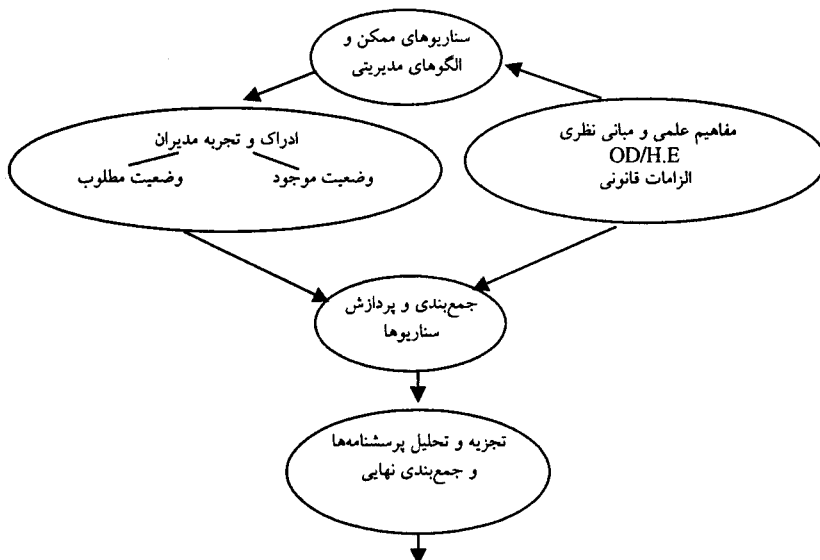 سناریوهای ممکن و
الگوهای مدیریتی
مفاهیم علمی و مبانی نظری
OD/H.E
الزامات قانونی
ادراک و تجربه مدیران
وضعیت موجود
وضعیت مطلوب
جمع‌بندی و پردازش
سناریوها
تجزیه و تحلیل پرسشنامه‌ها
و جمع‌بندی نهایی